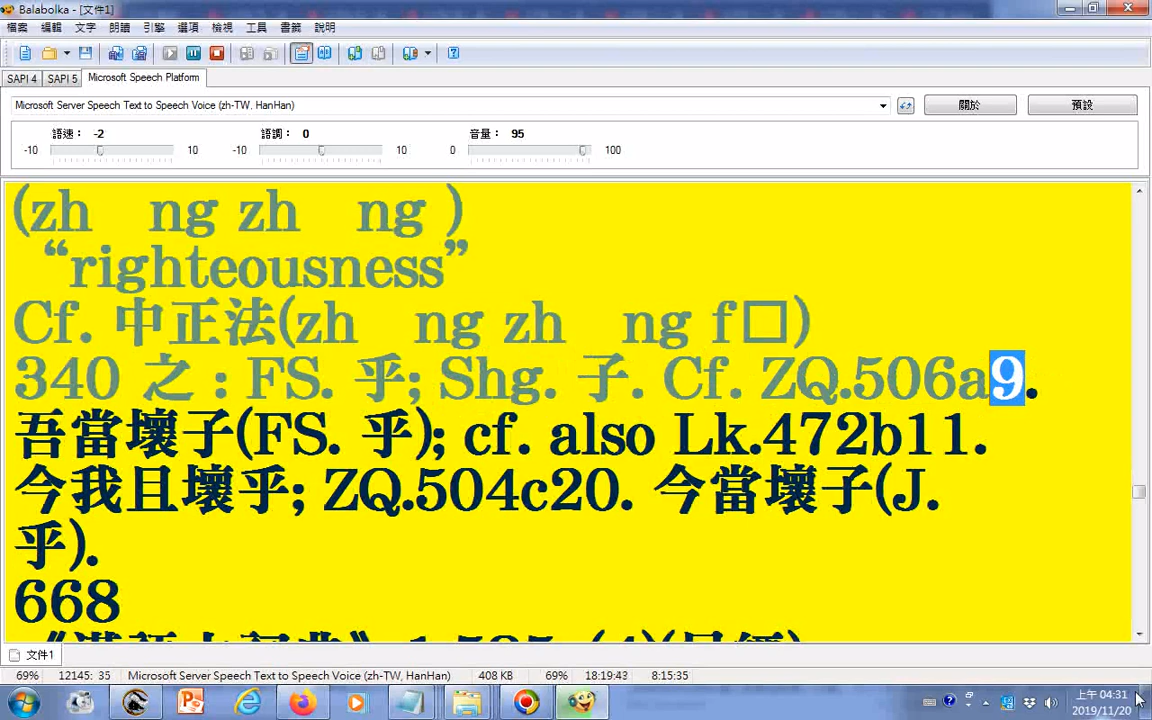 Balabolka - [文件1]
檔案 編輯 文字 朗讀 引擎 選項 檢視 工具 書籤 說明
SAPI 4 SAPI 5 Microsoft Speech Platform
Microsoft Server Speech Text to Speech Voice (zh-TW, HanHan)
關於 預設
語速： -2 語調： 0 音量： 95
-10 10 -10 10 0 100
(zh ng zh ng )
“righteousness”
Cf. 中正法(zh ng zh ng f□)
340 之 : FS. 乎; Shg. 子. Cf. ZQ.506a9.
吾當壞子(FS. 乎); cf. also Lk.472b11.
今我且壞乎; ZQ.504c20. 今當壞子(J.
乎).
668
《漢語大詞典》 1.585
文件1
69% 12145: 35 Microsoft Server Speech Text to Speech Voice (zh-TW, HanHan) 408 KB 69% 18:19:43 8:15:35
上午 04:31
2019/11/20